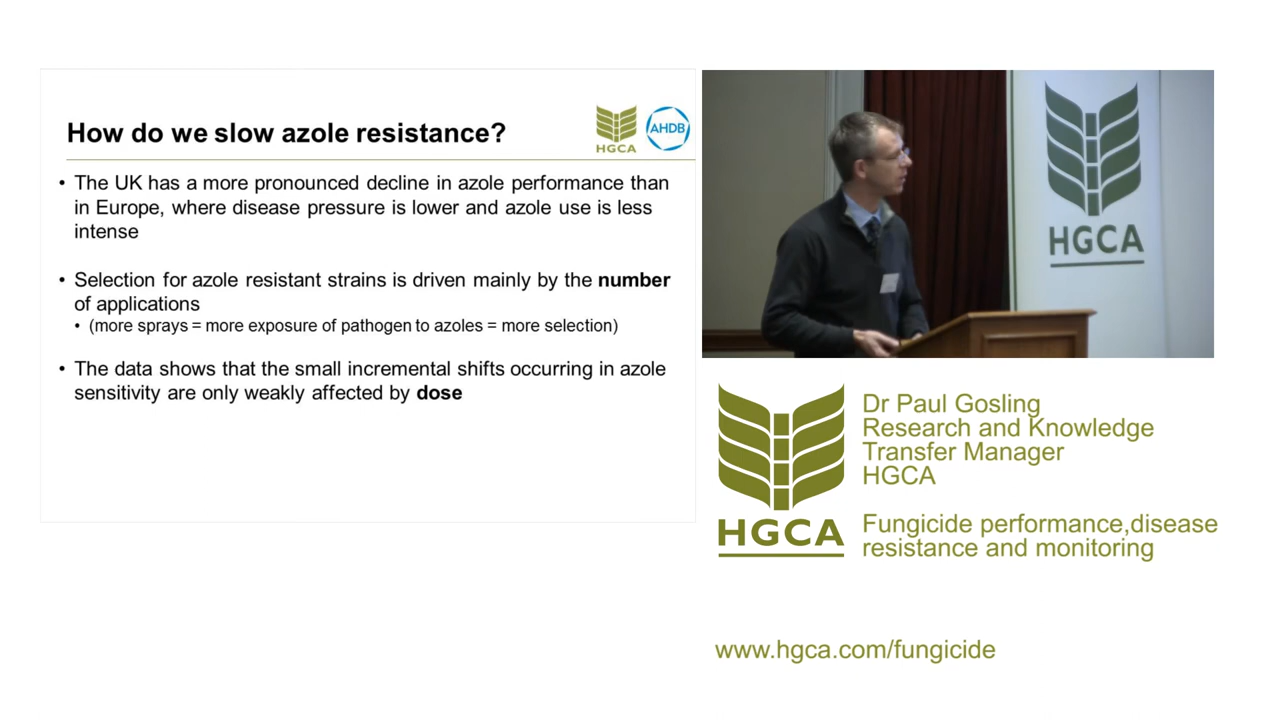 How do we slow azole resistance?
HGCA
AHDB
• The UK has a more pronounced decline in azole performance than
in Europe, where disease pressure is lower and azole use is less
intense
• Selection for azole resistant strains is driven mainly by the number
of applications
• (more sprays = more exposure of pathogen to azoles = more selection)
• The data shows that the small incremental shifts occurring in azole
sensitivity are only weakly affected by dose
HGCA
HGCA
Dr Paul Gosling
Research and Knowledge
Transfer Manager
HGCA
Fungicide performance,disease
resistance and monitoring
www.hgca.com/fungicide